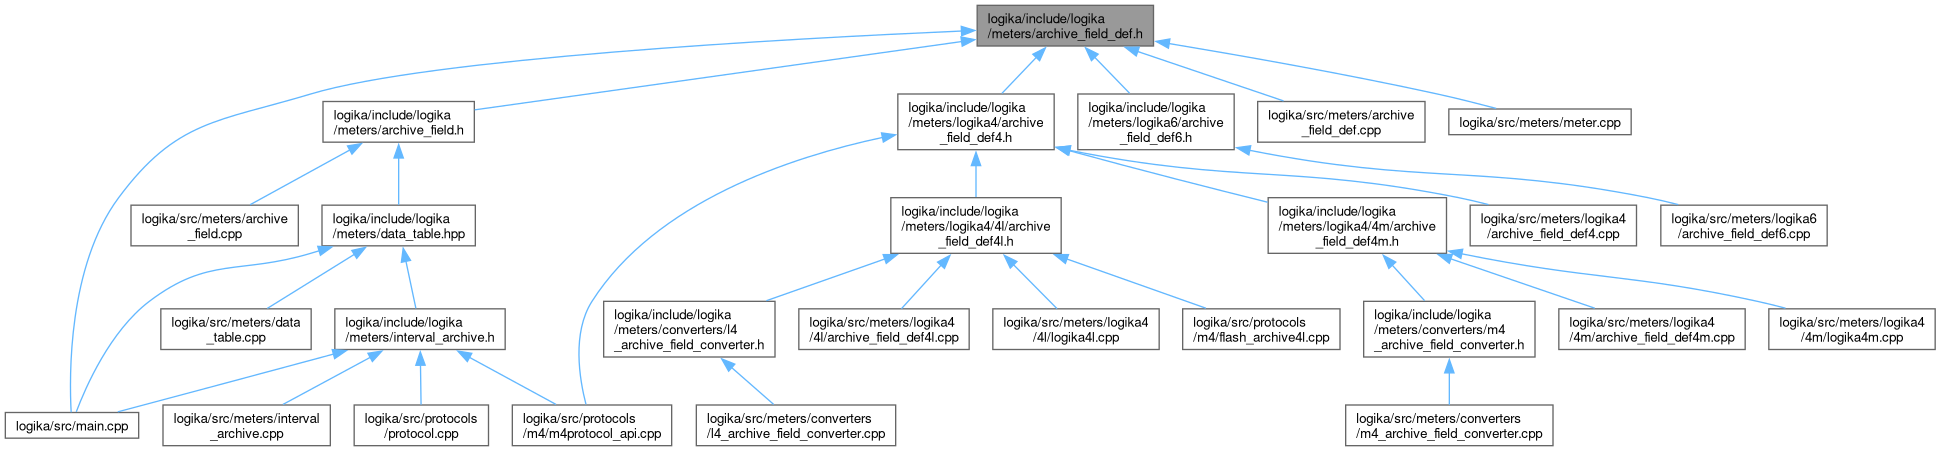 logika/include/logika
/meters/archive_field_def.h
logika/include/logika
/meters/archive_field.h
logika/include/logika
/meters/logika4/archive
_field_def4.h
logika/include/logika
/meters/logika6/archive
_field_def6.h
logika/src/meters/archive
_field_def.cpp
logika/src/meters/meter.cpp
logika/src/meters/archive
_field.cpp
logika/include/logika
/meters/data_table.hpp
logika/include/logika
/meters/logika4/4l/archive
_field_def4l.h
logika/include/logika
/meters/logika4/4m/archive
_field_def4m.h
logika/src/meters/logika4
/archive_field_def4.cpp
logika/src/meters/logika6
/archive_field_def6.cpp
logika/src/meters/data
_table.cpp
logika/include/logika
/meters/interval_archive.h
logika/include/logika
/meters/converters/l4
_archive_field_converter.h
logika/src/meters/logika4
/4l/archive_field_def4l.cpp
logika/src/meters/logika4
/4l/logika4l.cpp
logika/src/protocols
/m4/flash_archive4l.cpp
logika/include/logika
/meters/converters/m4
_archive_field_converter.h
logika/src/meters/logika4
/4m/archive_field_def4m.cpp
logika/src/meters/logika4
/4m/logika4m.cpp
logika/src/main.cpp
logika/src/meters/interval
_archive.cpp
logika/src/protocols
/protocol.cpp
logika/src/protocols
/m4/m4protocol_api.cpp
logika/src/meters/converters
/l4_archive_field_converter.cpp
logika/src/meters/converters
/m4_archive_field_converter.cpp